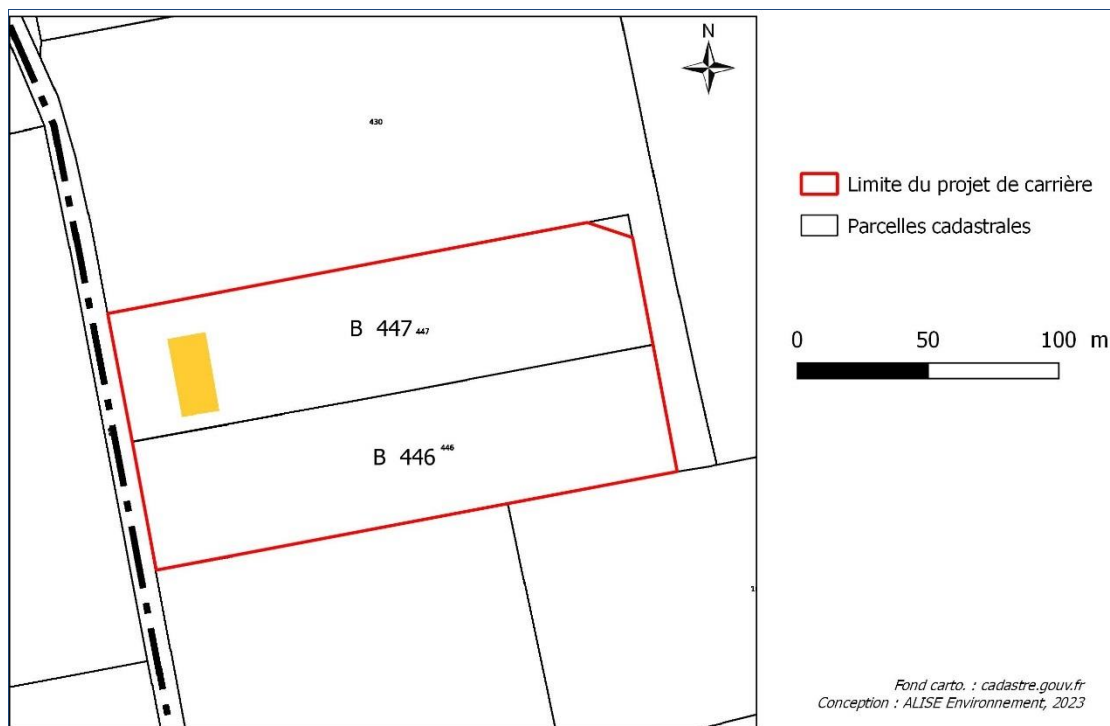 N
430
Limite du projet de carrière
Parcelles cadastrales
B 447 447
0 50 100 m
B 446 446
Fond carto. : cadastre.gouv.fr
Conception : ALISE Environnement, 2023